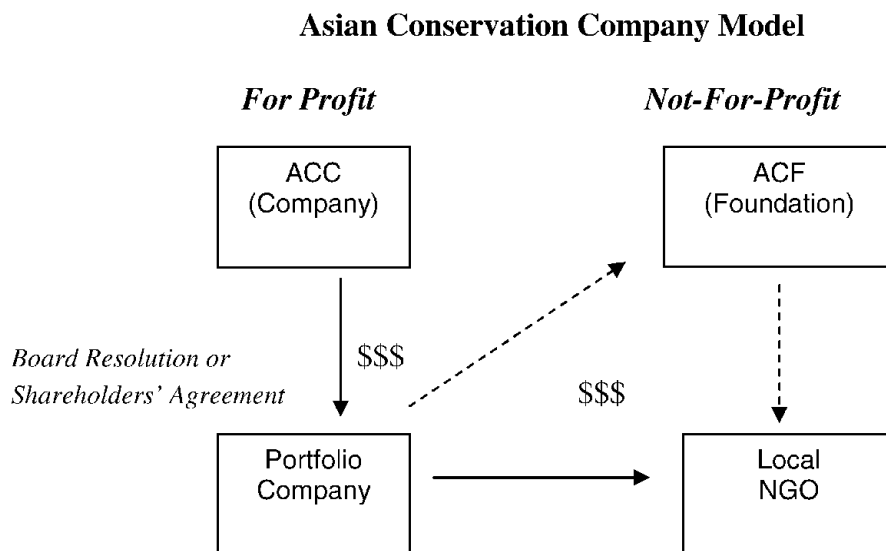 Asian Conservation Company Model
For Profit
Not-For-Profit
ACC
(Company)
ACF
(Foundation)
Board Resolution or
Shareholders' Agreement
$$$
$$$
Portfolio
Company
Local
NGO